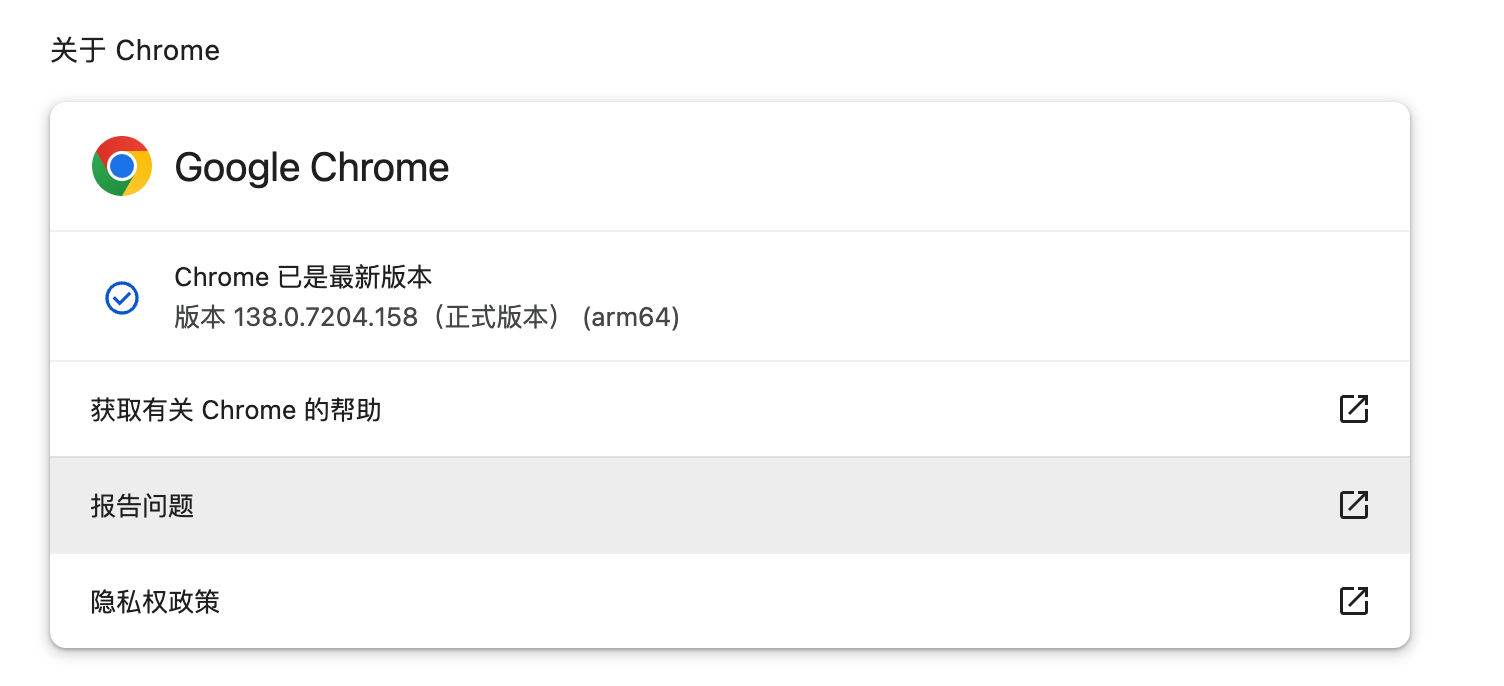 关于 Chrome
Google Chrome
Chrome 已是最新版本
版本 138.0.7204.158（正式版本） (arm64)
获取有关 Chrome 的帮助
报告问题
隐私权政策